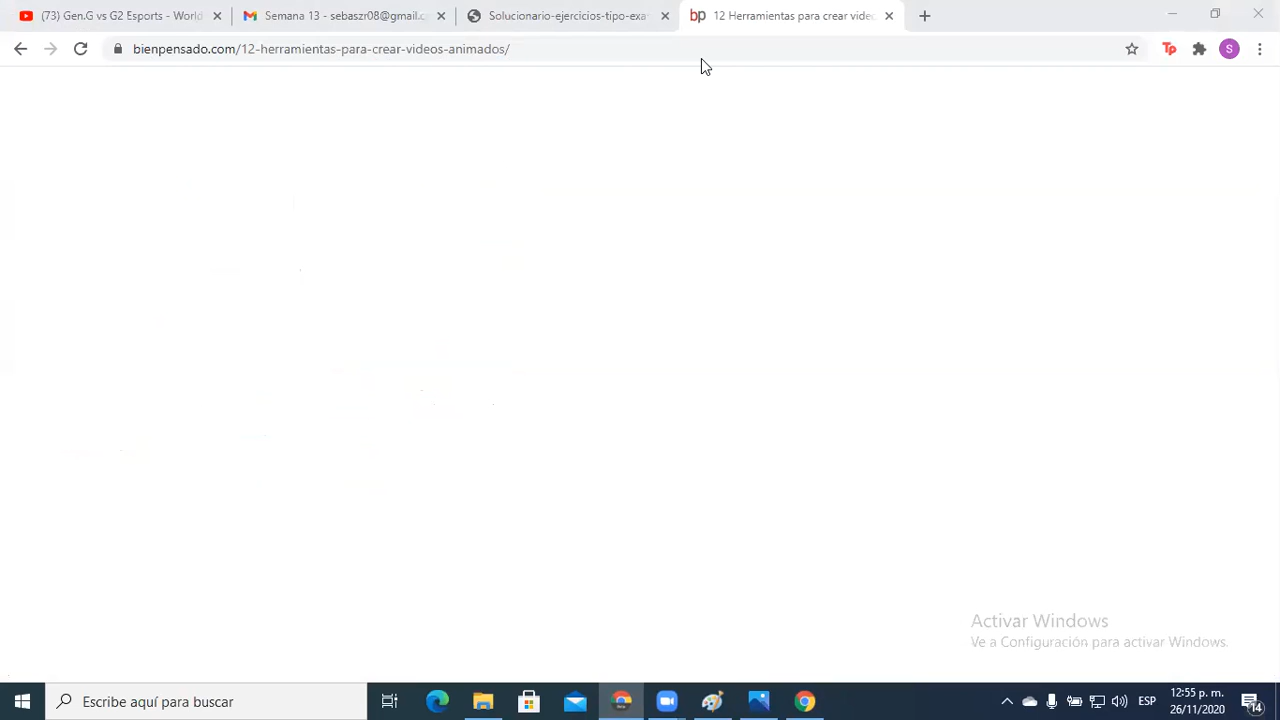 (73) Gen.G vs G2 Esports - World
Semana 13 - sebaszr08@gmail.c
Solucionario-ejercicios-tipo-exa
bp 12 Herramientas para crear vide
bienpensado.com/12-herramientas-para-crear-videos-animados/
Tp
S
Activar Windows
Ve a Configuración para activar Windows.
Escribe aquí para buscar
ESP
12:55 p. m.
26/11/2020
14